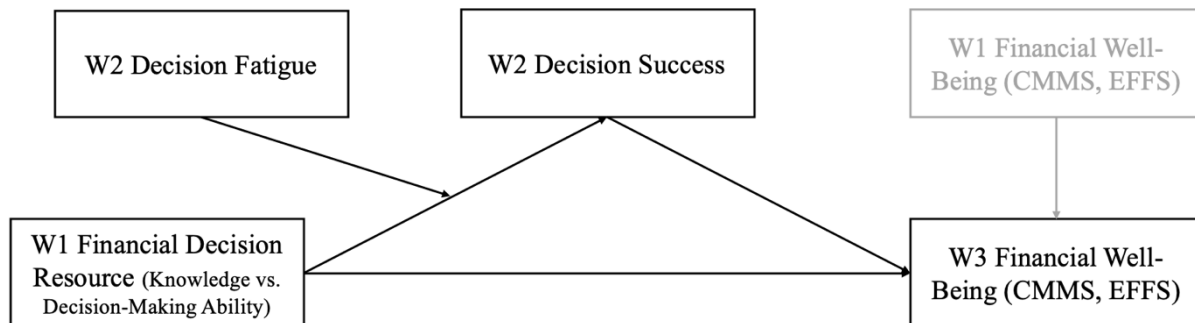 W2 Decision Fatigue
W2 Decision Success
W1 Financial Well-
Being (CMMS, EFFS)
W1 Financial Decision
Resource (Knowledge vs.
Decision-Making Ability)
W3 Financial Well-
Being (CMMS, EFFS)